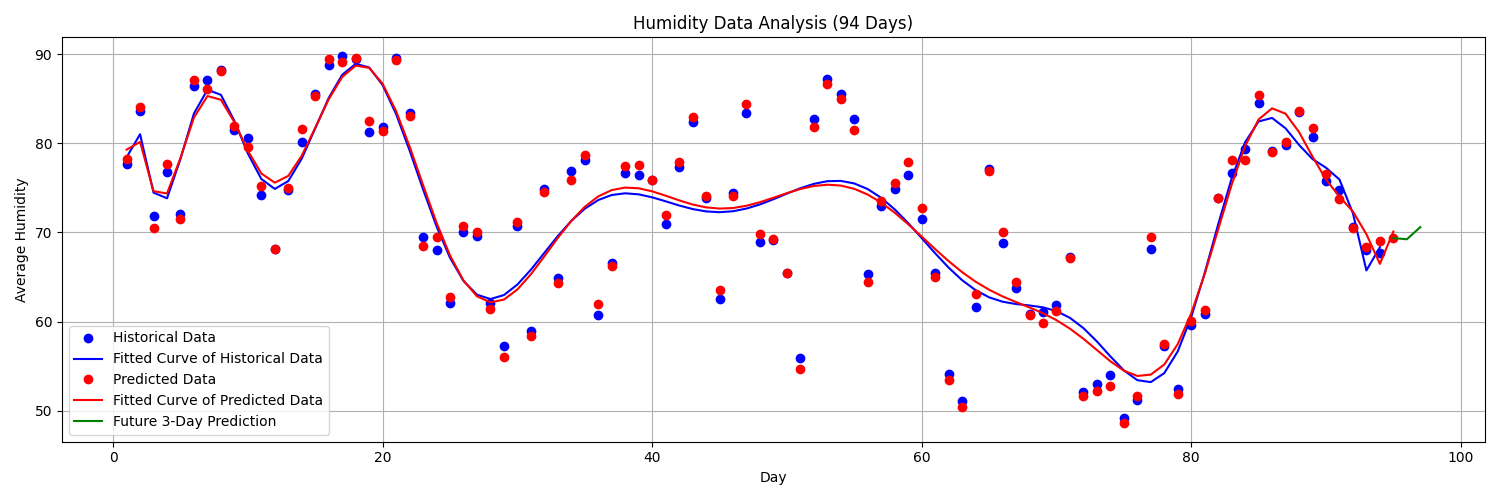 Humidity Data Analysis (94 Days)
Average Humidity
90
80
70
60
50
Historical Data
Fitted Curve of Historical Data
Predicted Data
Fitted Curve of Predicted Data
Future 3-Day Prediction
0
20
40
60
80
100
Day